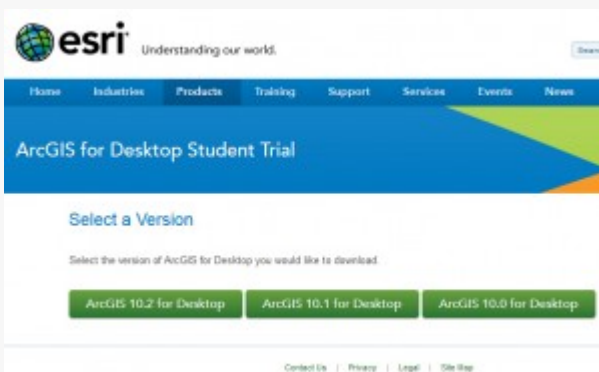 esri Understanding our world.
Home Industries Products Training Support Services Events News
ArcGIS for Desktop Student Trial
Select a Version
Select the version of ArcGIS for Desktop you would like to download.
ArcGIS 10.2 for Desktop ArcGIS 10.1 for Desktop ArcGIS 10.0 for Desktop
Contact Us | Privacy | Legal | Site Map